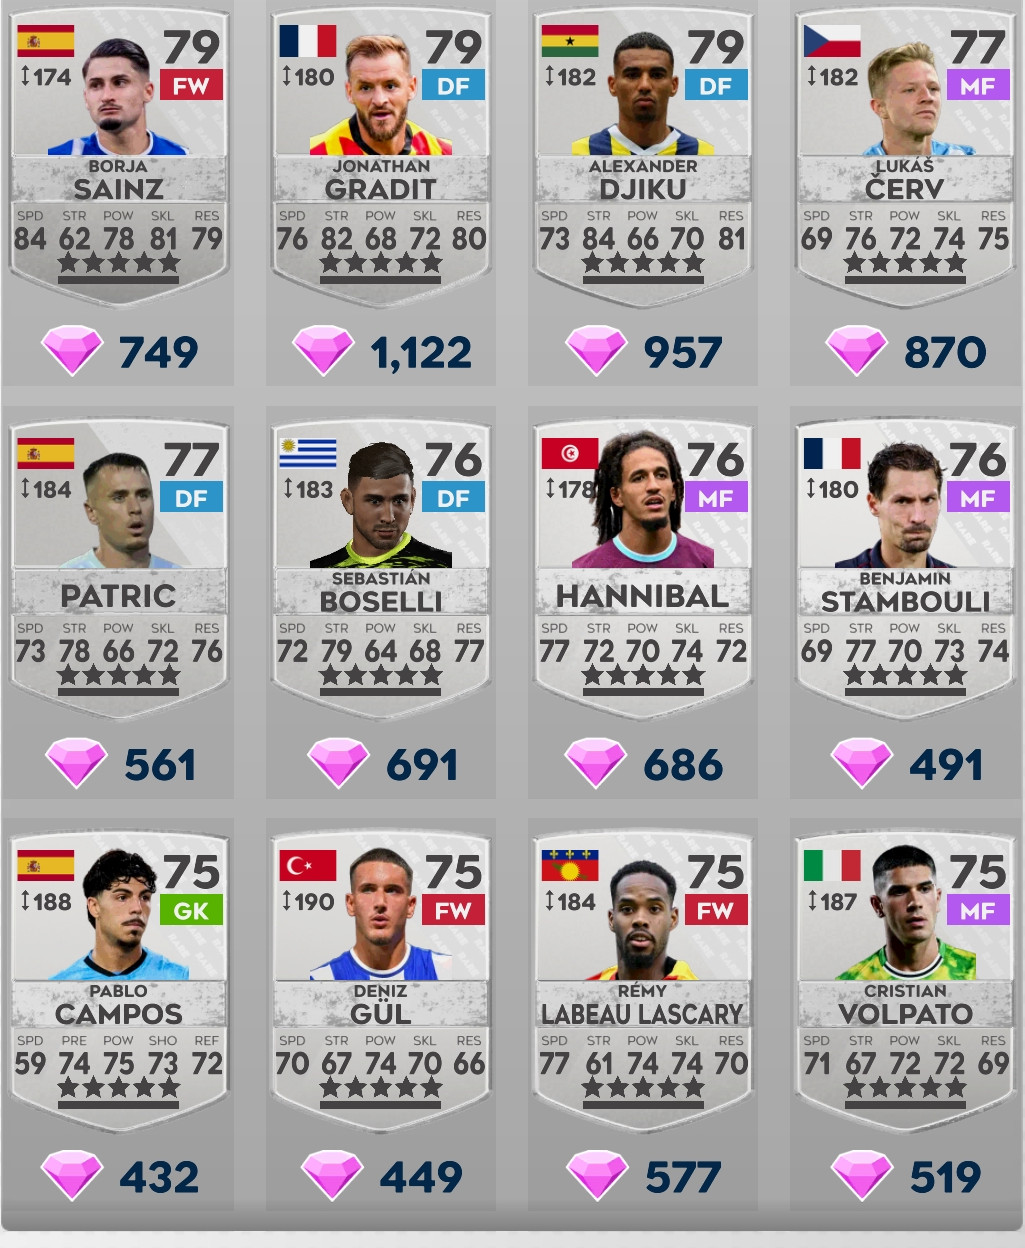 79
174
FW
BORJA
SAINZ
SPD STR POW SKL RES
84 62 78 81 79
749
79
180
DF
JONATHAN
GRADIT
SPD STR POW SKL RES
76 82 68 72 80
1,122
79
182
DF
ALEXANDER
DJIKU
SPD STR POW SKL RES
73 84 66 70 81
957
77
182
MF
LUKÁŠ
ČERV
SPD STR POW SKL RES
69 76 72 74 75
870
77
184
DF
PATRIC
SPD STR POW SKL RES
73 78 66 72 76
561
76
183
DF
SEBASTIÁN
BOSELLI
SPD STR POW SKL RES
72 79 64 68 77
691
76
178
MF
HANNIBAL
SPD STR POW SKL RES
77 72 70 74 72
686
76
180
MF
BENJAMIN
STAMBOULI
SPD STR POW SKL RES
69 77 70 73 74
491
75
188
GK
PABLO
CAMPOS
SPD PRE POW SHO REF
59 74 75 73 72
432
75
190
FW
DENIZ
GÜL
SPD STR POW SKL RES
70 67 74 70 66
449
75
184
FW
RÉMY
LABEAU LASCARY
SPD STR POW SKL RES
77 61 74 74 70
577
75
187
MF
CRISTIAN
VOLPATO
SPD STR POW SKL RES
71 67 72 72 69
519